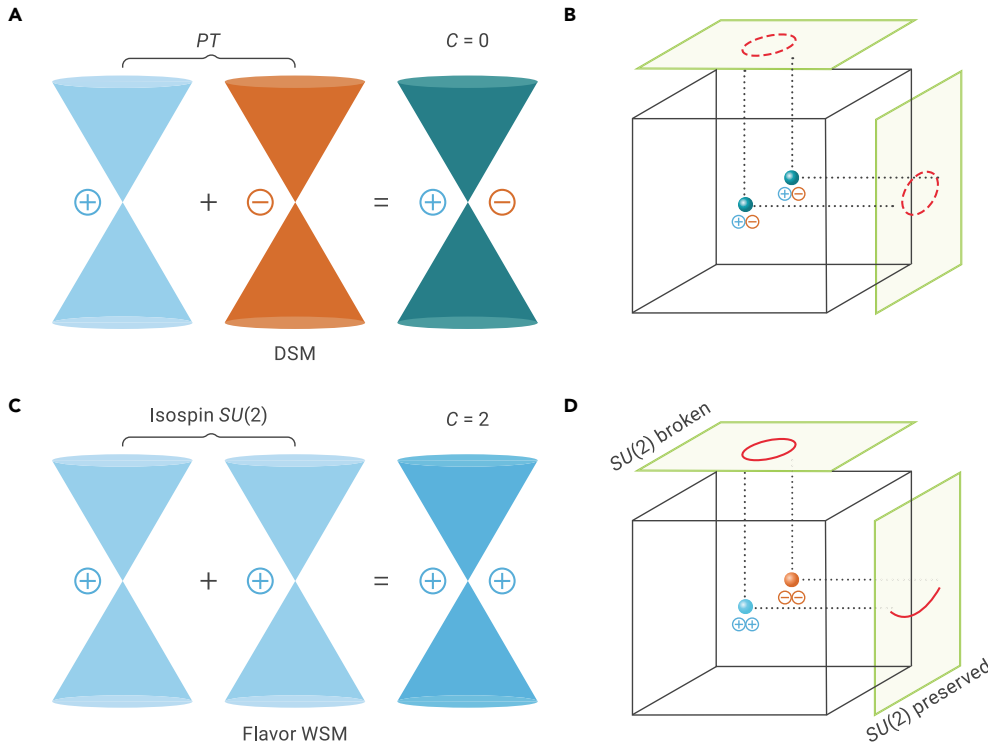 A
PT
C = 0
⊕ + ⊖ = ⊕ ⊖
DSM
B
⊕⊖
⊕⊖
C
Isospin SU(2)
C = 2
⊕ + ⊕ = ⊕ ⊕
Flavor WSM
D
SU(2) broken
⊖⊖
⊕⊕
SU(2) preserved